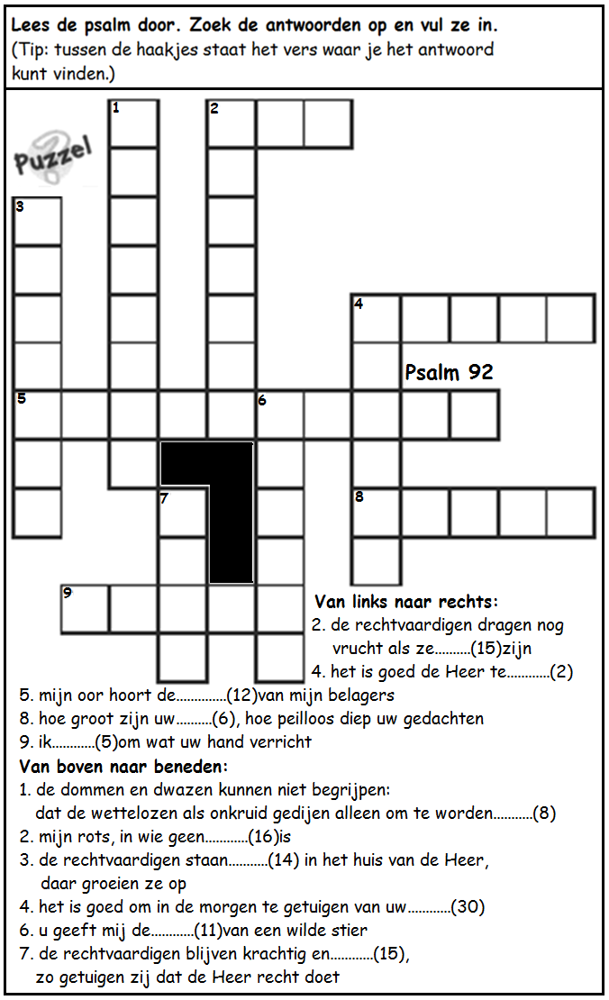 Lees de psalm door. Zoek de antwoorden op en vul ze in.
(Tip: tussen de haakjes staat het vers waar je het antwoord
kunt vinden.)
1
2
Puzzel
3
4
Psalm 92
5
6
7
8
9
Van links naar rechts:
2. de rechtvaardigen dragen nog
vrucht als ze..........(15)zijn
4. het is goed de Heer te............(2)
5. mijn oor hoort de..............(12)van mijn belagers
8. hoe groot zijn uw..........(6), hoe peilloos diep uw gedachten
9. ik............(5)om wat uw hand verricht
Van boven naar beneden:
1. de dommen en dwazen kunnen niet begrijpen:
dat de wettelozen als onkruid gedijen alleen om te worden...........(8)
2. mijn rots, in wie geen............(16)is
3. de rechtvaardigen staan...........(14) in het huis van de Heer,
daar groeien ze op
4. het is goed om in de morgen te getuigen van uw............(30)
6. u geeft mij de............(11)van een wilde stier
7. de rechtvaardigen blijven krachtig en............(15),
zo getuigen zij dat de Heer recht doet